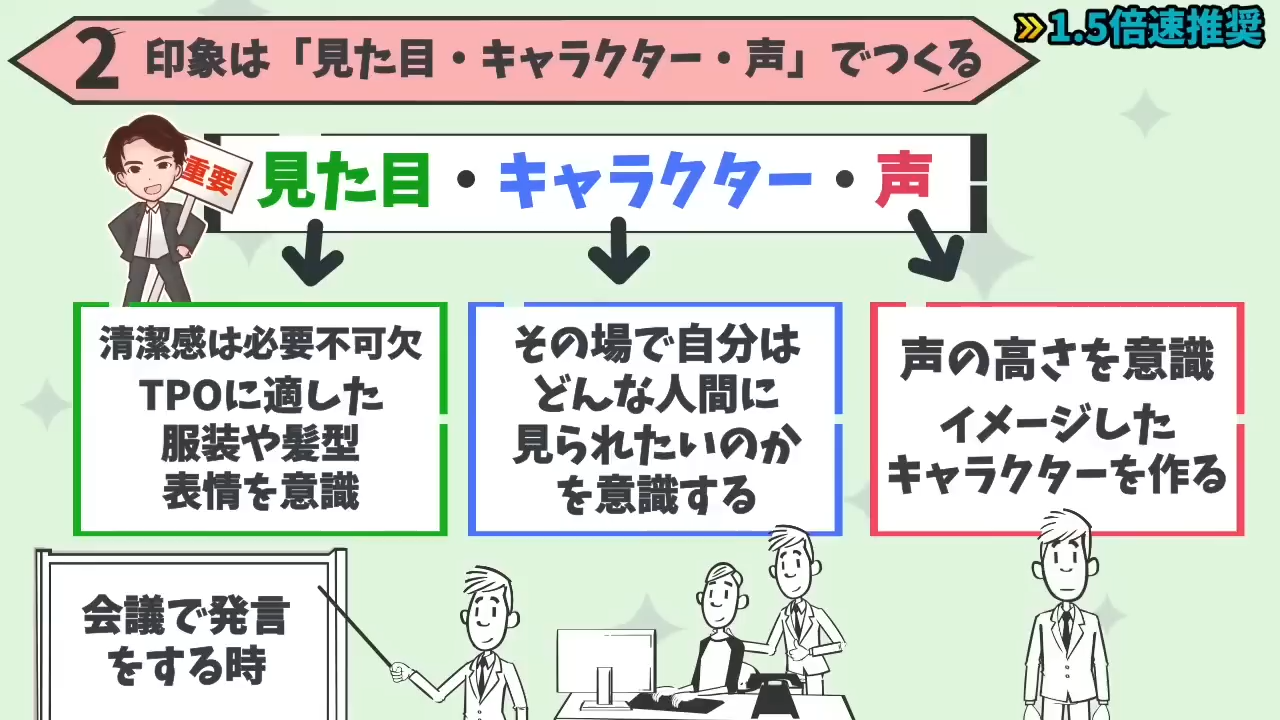 2 印象は「見た目・キャラクター・声」でつくる
1.5倍速推奨
重要
見た目・キャラクター・声
清潔感は必要不可欠
TPOに適した
服装や髪型
表情を意識
その場で自分は
どんな人間に
見られたいのか
を意識する
声の高さを意識
イメージした
キャラクターを作る
会議で発言
をする時